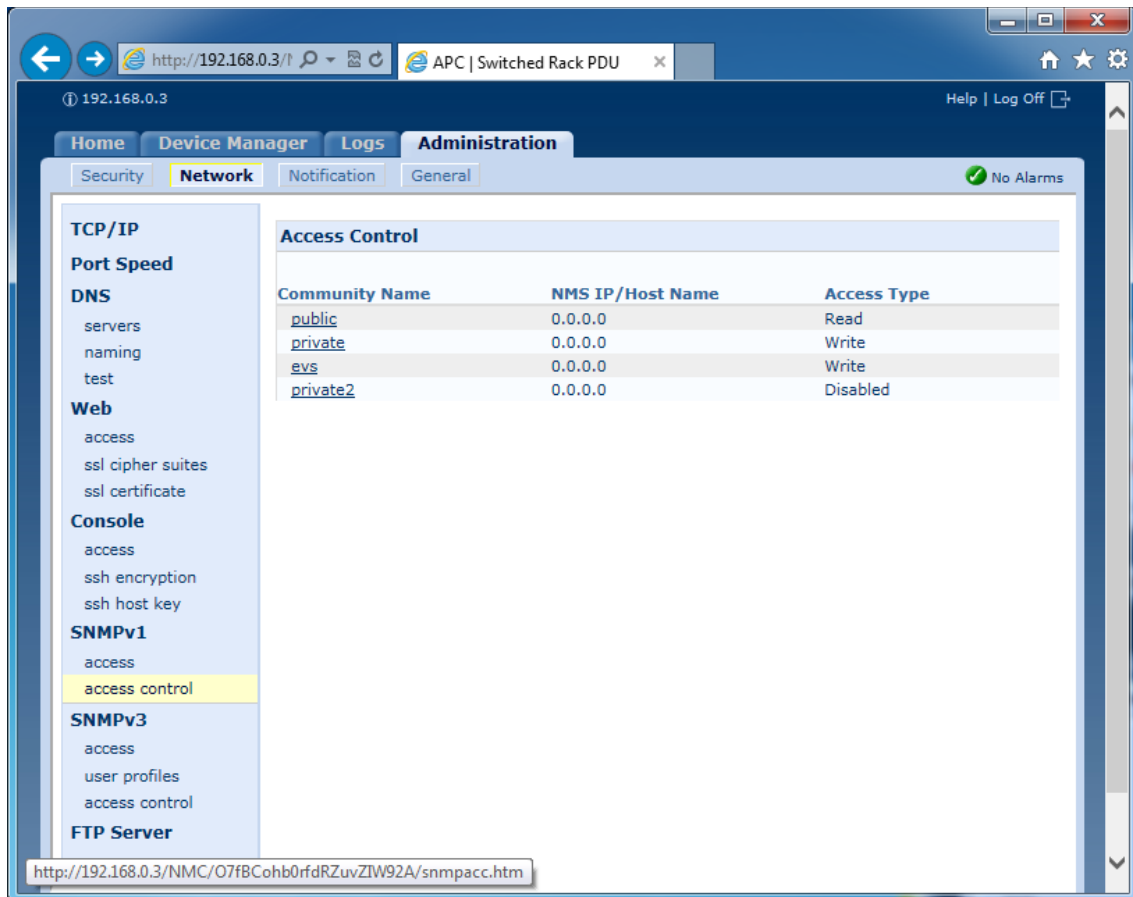 http://192.168.0.3/
APC | Switched Rack PDU
192.168.0.3
Help | Log Off
Home Device Manager Logs Administration
Security Network Notification General
No Alarms
TCP/IP
Port Speed
DNS
servers
naming
test
Web
access
ssl cipher suites
ssl certificate
Console
access
ssh encryption
ssh host key
SNMPv1
access
access control
SNMPv3
access
user profiles
access control
FTP Server
Access Control
Community Name NMS IP/Host Name Access Type
public 0.0.0.0 Read
private 0.0.0.0 Write
evs 0.0.0.0 Write
private2 0.0.0.0 Disabled
http://192.168.0.3/NMC/O7fBCohb0rfdRZuvZIW92A/snmpacc.htm